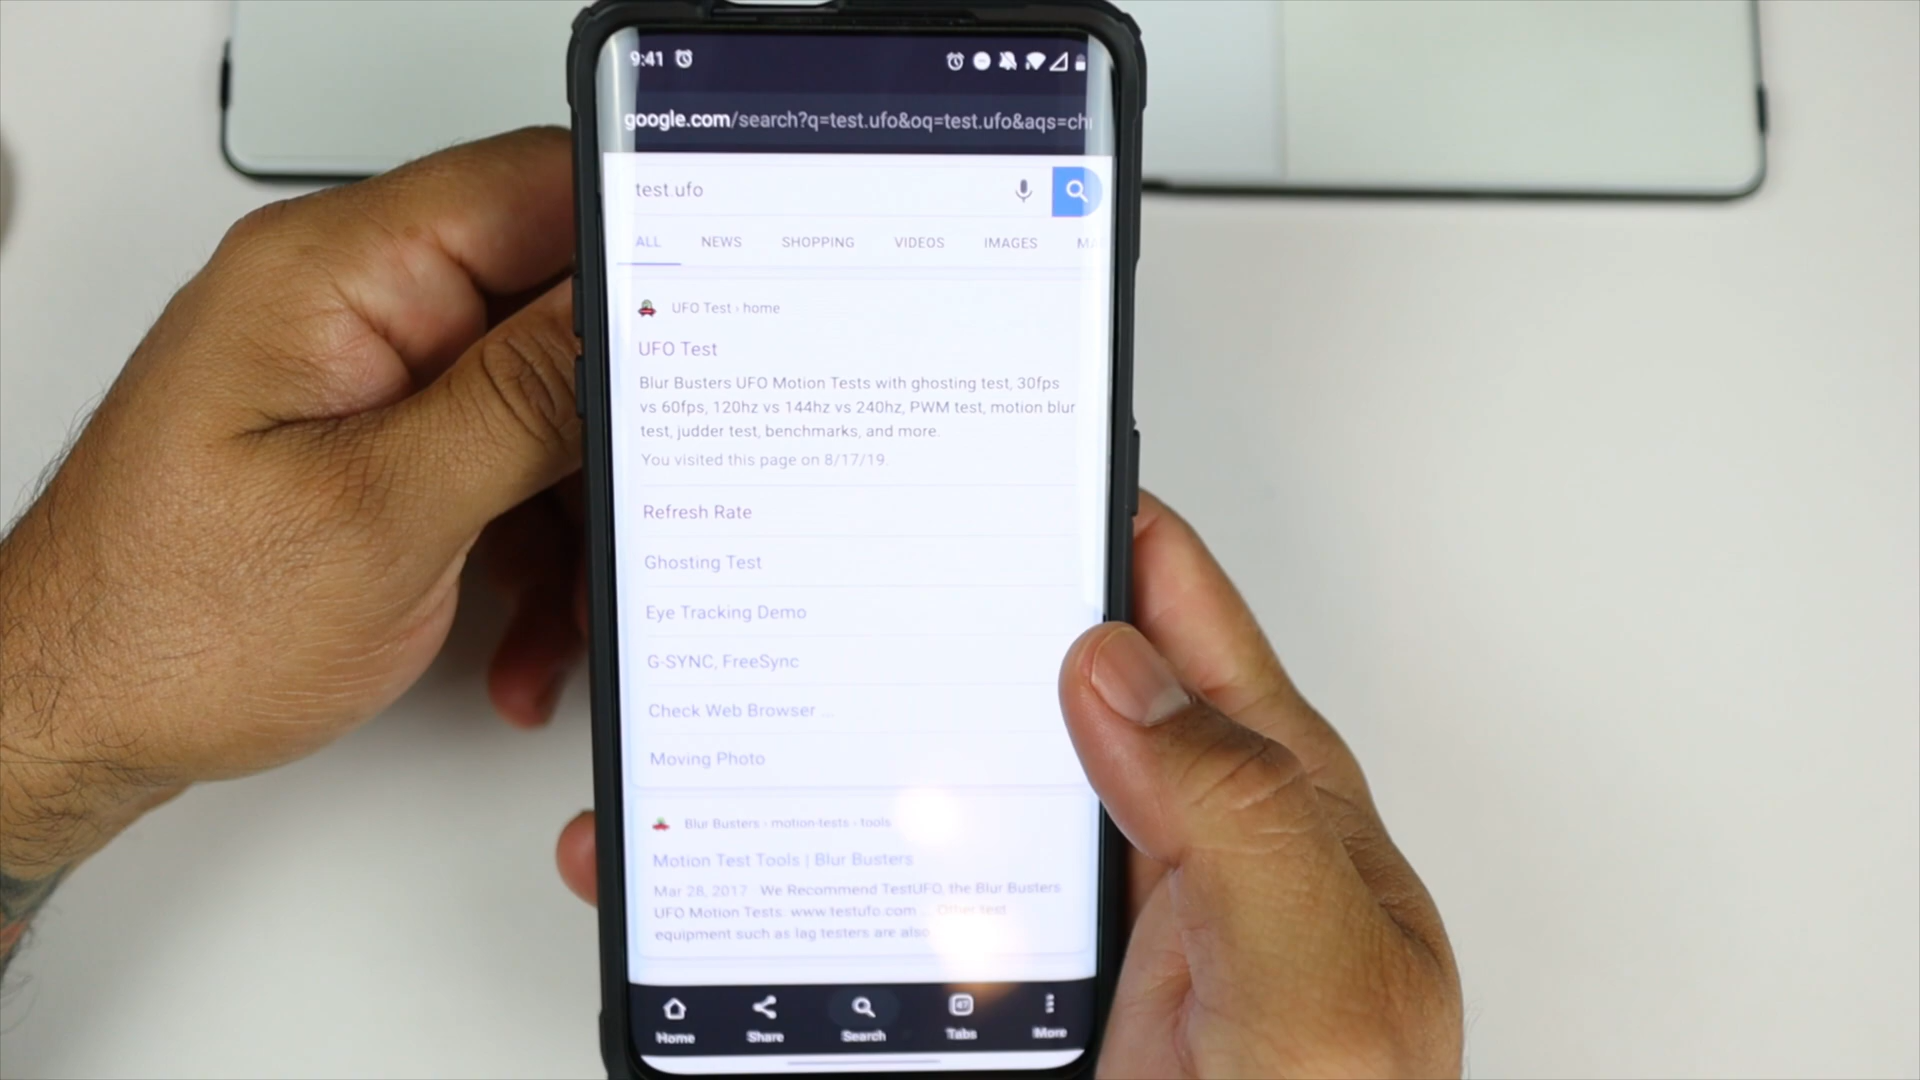 9:41
google.com/search?q=test.ufo&oq=test.ufo&aqs=ch
test.ufo
ALL NEWS SHOPPING VIDEOS IMAGES MA
UFO Test › home
UFO Test
Blur Busters UFO Motion Tests with ghosting test, 30fps
vs 60fps, 120hz vs 144hz vs 240hz, PWM test, motion blur
test, judder test, benchmarks, and more.
You visited this page on 8/17/19.
Refresh Rate
Ghosting Test
Eye Tracking Demo
G-SYNC, FreeSync
Check Web Browser ...
Moving Photo
Blur Busters › motion-tests › tools
Motion Test Tools | Blur Busters
Mar 28, 2017 We Recommend TestUFO, the Blur Busters
UFO Motion Tests. www.testufo.com ... Other test
equipment such as lag testers are also
Home Share Search 47 Tabs More